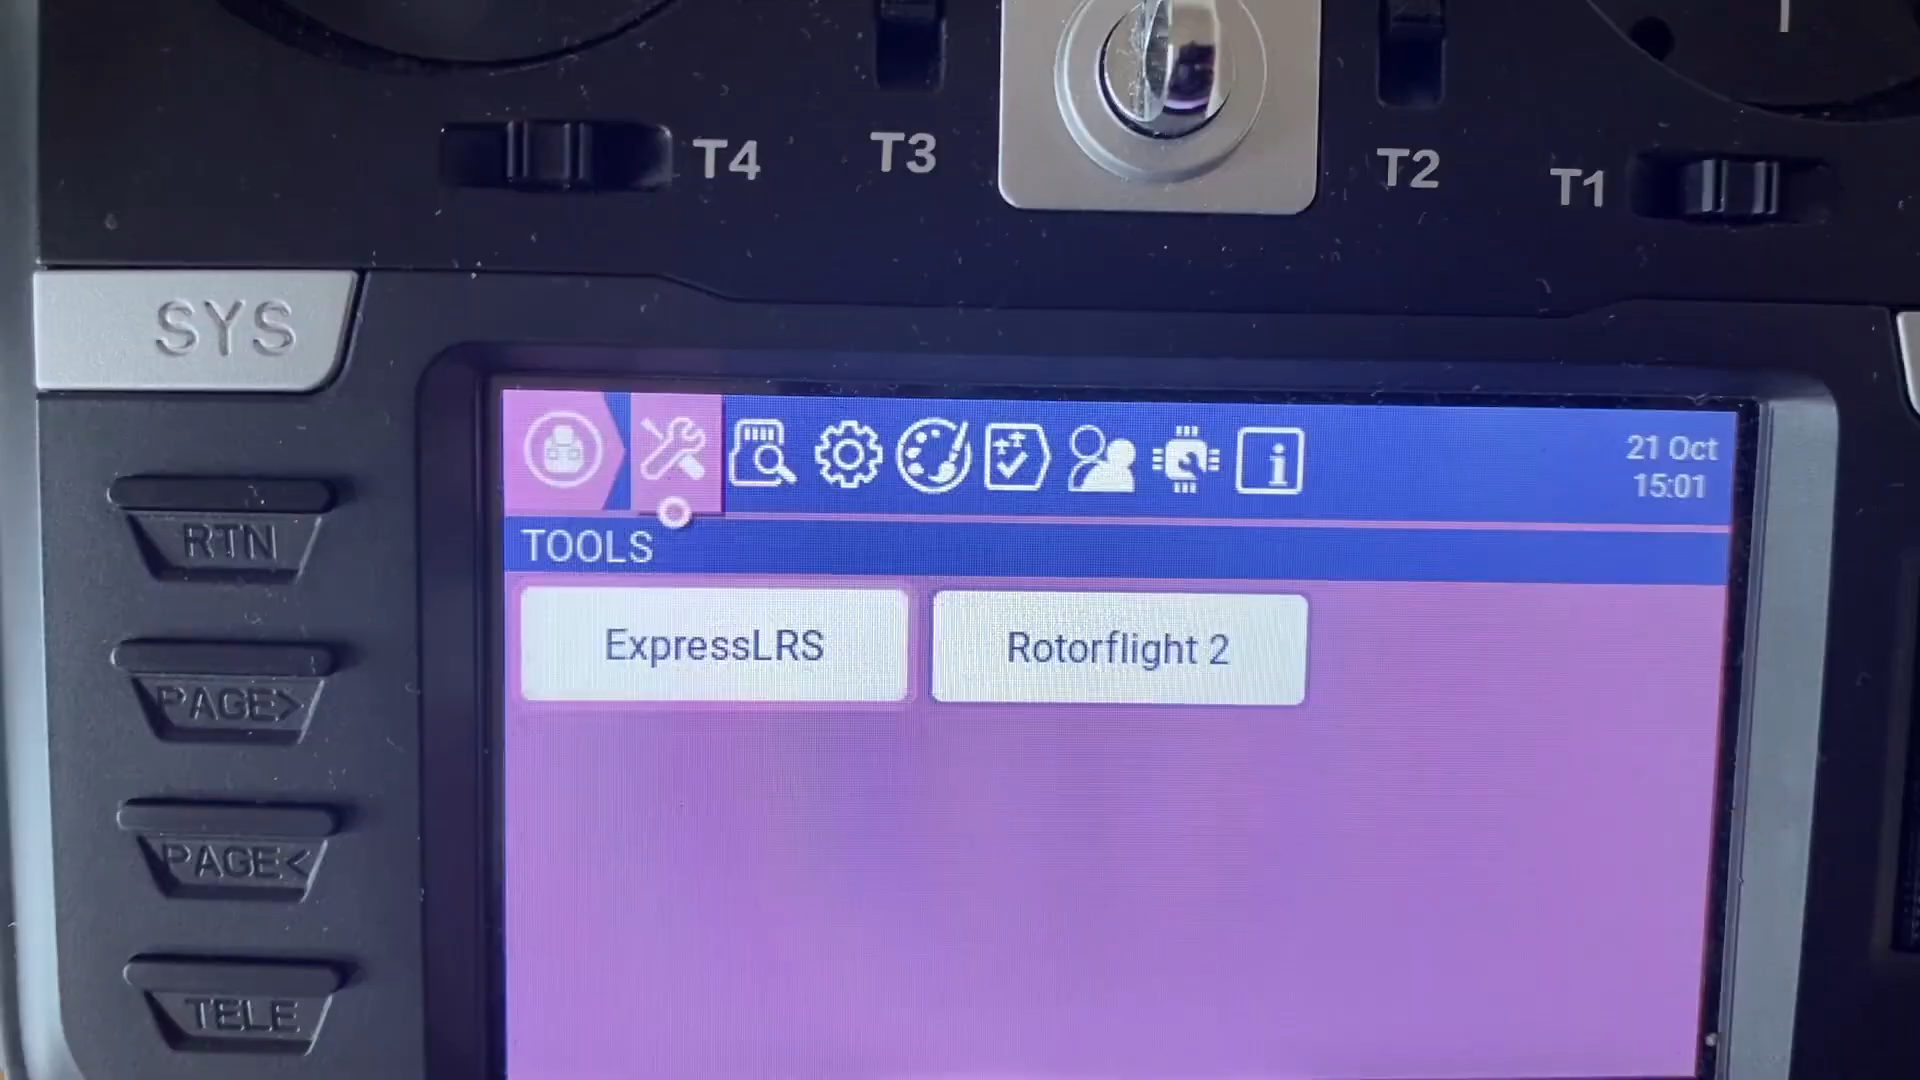 T4
T3
T2
T1
SYS
21 Oct
15:01
RTN
TOOLS
ExpressLRS
Rotorflight 2
PAGE>
PAGE<
TELE